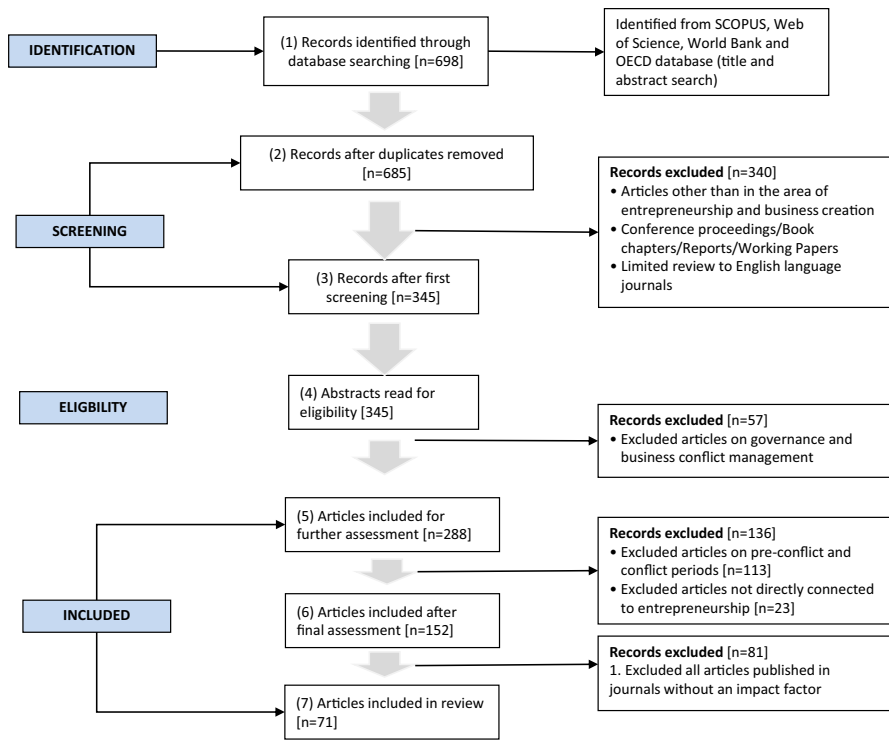 IDENTIFICATION
(1) Records identified through
database searching [n=698]
Identified from SCOPUS, Web
of Science, World Bank and
OECD database (title and
abstract search)
(2) Records after duplicates removed
[n=685]
SCREENING
Records excluded [n=340]
• Articles other than in the area of
entrepreneurship and business creation
• Conference proceedings/Book
chapters/Reports/Working Papers
• Limited review to English language
journals
(3) Records after first
screening [n=345]
ELIGBILITY
(4) Abstracts read for
eligibility [345]
Records excluded [n=57]
• Excluded articles on governance and
business conflict management
(5) Articles included for
further assessment [n=288]
Records excluded [n=136]
• Excluded articles on pre-conflict and
conflict periods [n=113]
• Excluded articles not directly connected
to entrepreneurship [n=23]
INCLUDED
(6) Articles included after
final assessment [n=152]
Records excluded [n=81]
1. Excluded all articles published in
journals without an impact factor
(7) Articles included in review
[n=71]